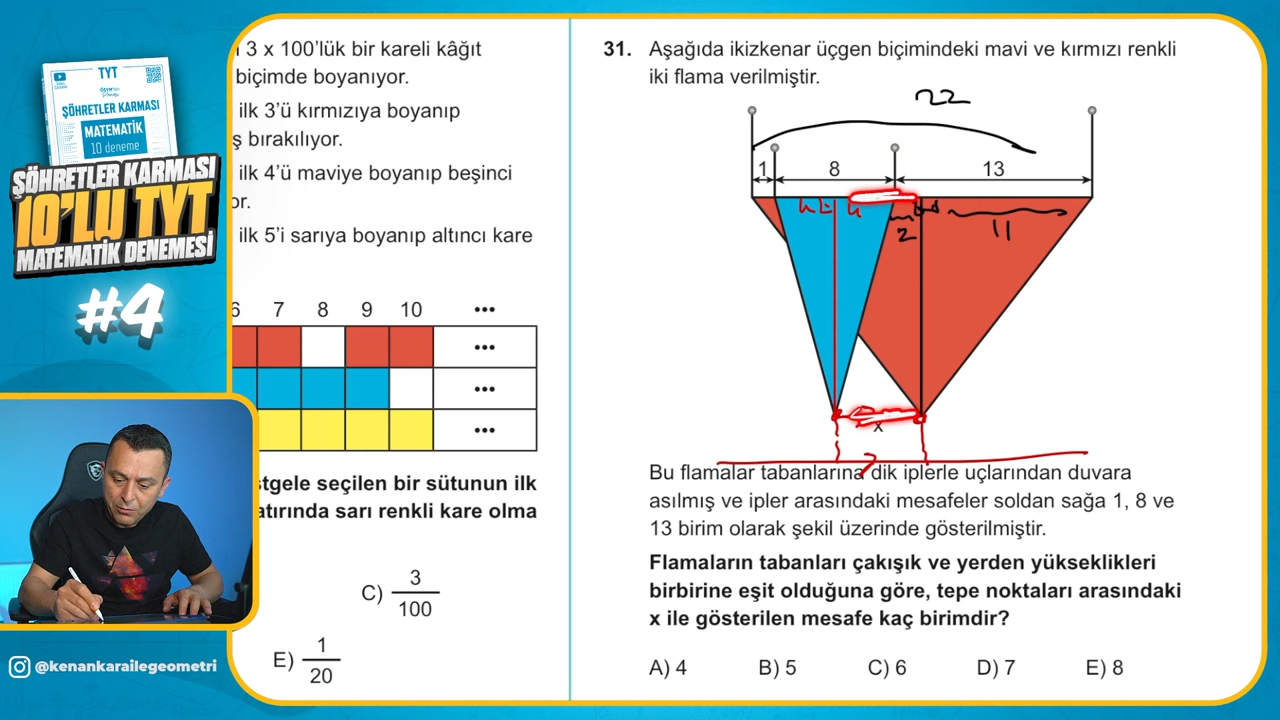 TYT
ÖSYM'nin
ŞÖHRETLER KARMASI
MATEMATİK
10 deneme
ŞÖHRETLER KARMASI
10'LU TYT
MATEMATİK DENEMESİ
#4
@kenankarailegeometri
3 x 100'lük bir kareli kâğıt
biçimde boyanıyor.
ilk 3'ü kırmızıya boyanıp
ş bırakılıyor.
ilk 4'ü maviye boyanıp beşinci
or.
ilk 5'i sarıya boyanıp altıncı kare
6 7 8 9 10 •••
•••
•••
•••
stgele seçilen bir sütunun ilk
atırında sarı renkli kare olma
C) 3/100
E) 1/20
31. Aşağıda ikizkenar üçgen biçimindeki mavi ve kırmızı renkli
iki flama verilmiştir.
22
1 8 13
4 4
2 11
x
Bu flamalar tabanlarına dik iplerle uçlarından duvara
asılmış ve ipler arasındaki mesafeler soldan sağa 1, 8 ve
13 birim olarak şekil üzerinde gösterilmiştir.
Flamaların tabanları çakışık ve yerden yükseklikleri
birbirine eşit olduğuna göre, tepe noktaları arasındaki
x ile gösterilen mesafe kaç birimdir?
A) 4 B) 5 C) 6 D) 7 E) 8